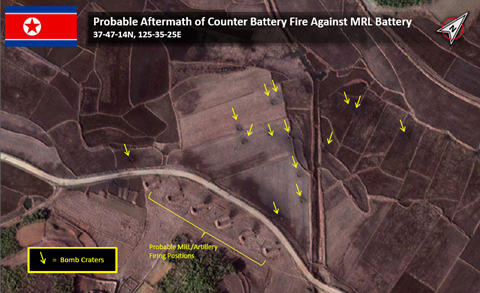 Probable Aftermath of Counter Battery Fire Against MRL Battery
37-47-14N, 125-35-25E
Probable MRL/Artillery
Firing Positions
= Bomb Craters